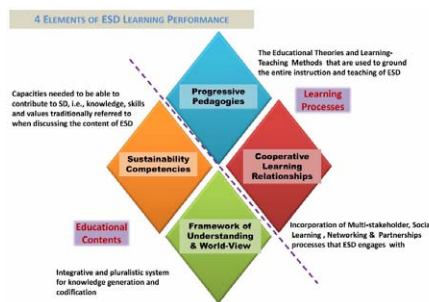 4 ELEMENTS OF ESD LEARNING PERFORMANCE
The Educational Theories and Learning-
Teaching Methods that are used to ground
the entire instruction and teaching of ESD
Progressive
Pedagogies
Learning
Processes
Capacities needed to be able to
contribute to SD, i.e., knowledge, skills
and values traditionally referred to
when discussing the content of ESD
Sustainability
Competencies
Cooperative
Learning
Relationships
Educational
Contents
Framework of
Understanding
& World-View
Incorporation of Multi-stakeholder, Socia
Learning , Networking & Partnerships
processes that ESD engages with
Integrative and pluralistic system
for knowledge generation and
codification